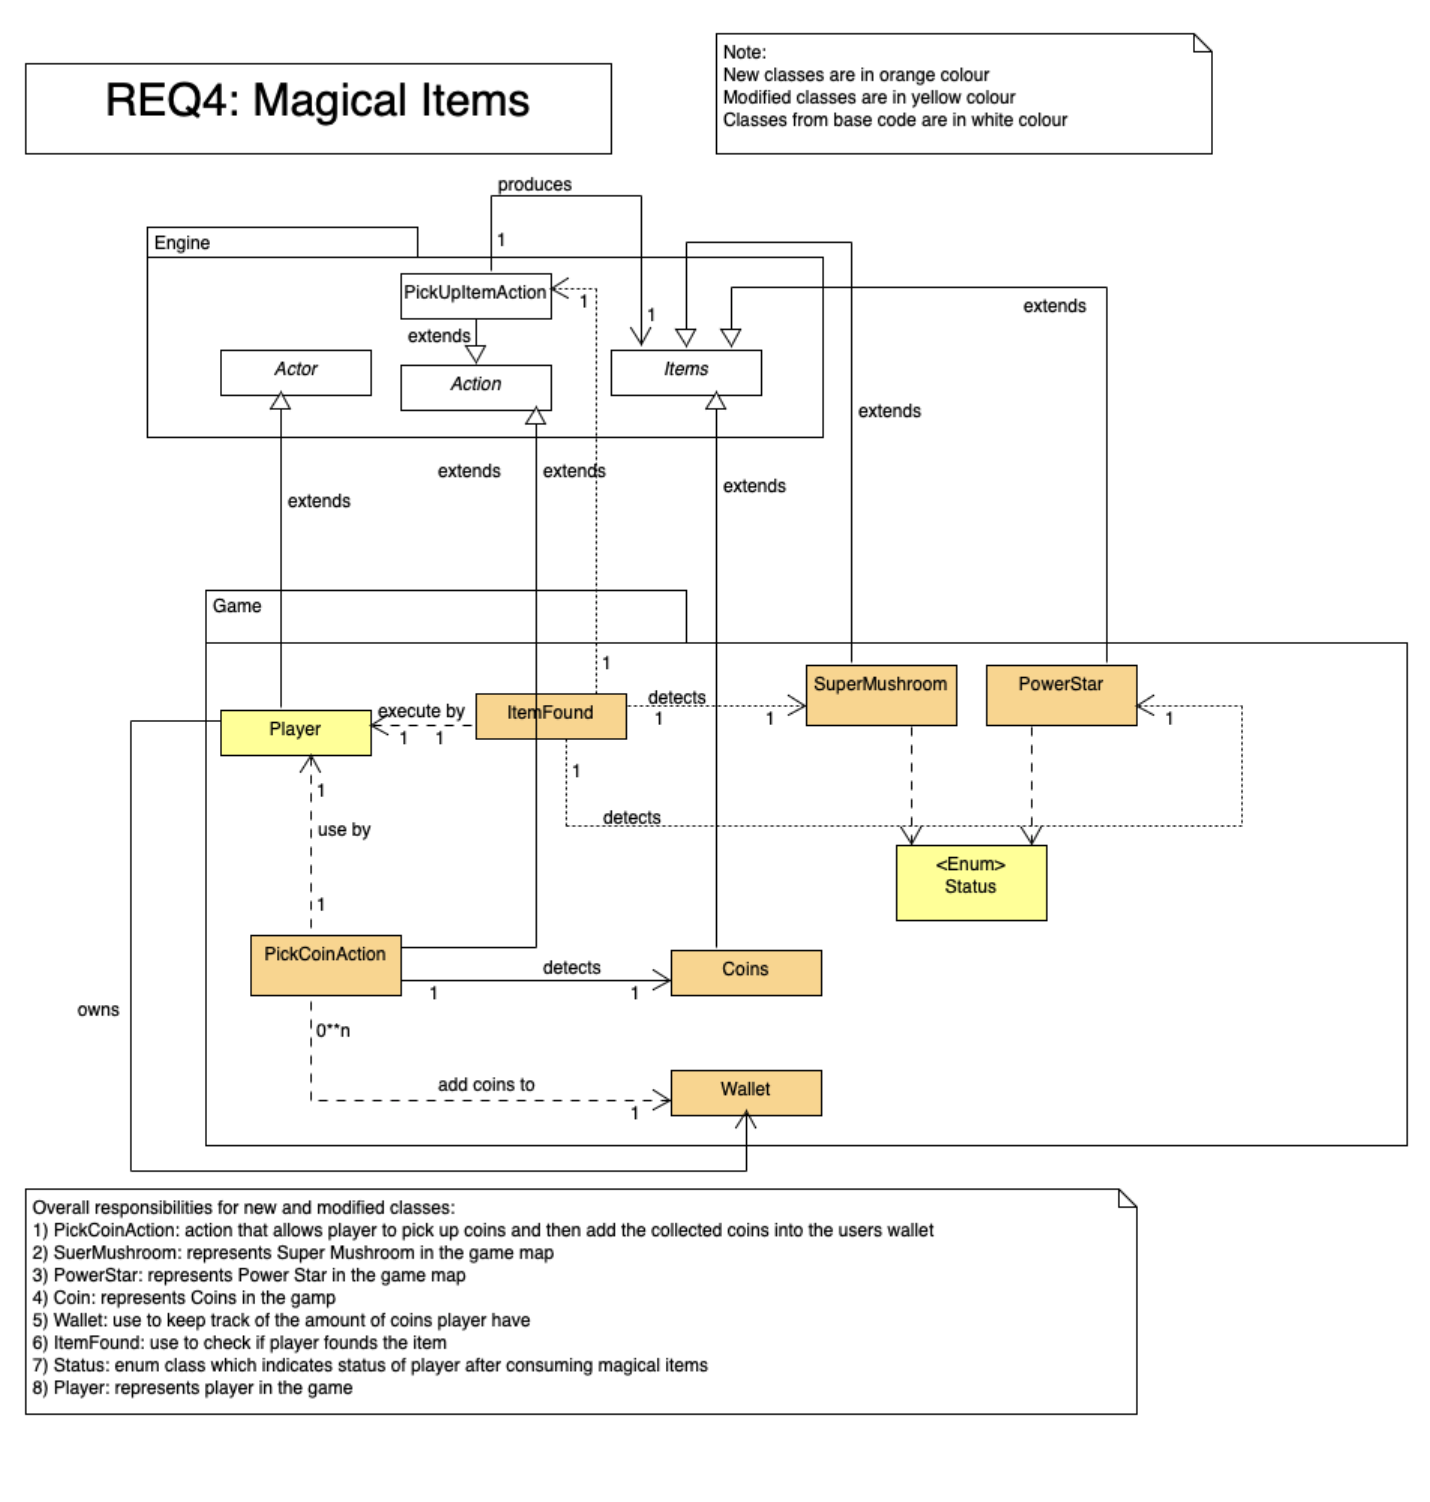 REQ4: Magical Items
Note:
New classes are in orange colour
Modified classes are in yellow colour
Classes from base code are in white colour
produces
1
Engine
PickUpItemAction
1
1
extends
extends
Actor
Action
Items
extends
extends
extends
extends
extends
Game
1
SuperMushroom
PowerStar
detects
1
1
1
execute by
ItemFound
Player
1
1
1
1
use by
detects
<Enum>
Status
1
PickCoinAction
detects
Coins
1
1
owns
0**n
add coins to
Wallet
1
Overall responsibilities for new and modified classes:
1) PickCoinAction: action that allows player to pick up coins and then add the collected coins into the users wallet
2) SuerMushroom: represents Super Mushroom in the game map
3) PowerStar: represents Power Star in the game map
4) Coin: represents Coins in the gamp
5) Wallet: use to keep track of the amount of coins player have
6) ItemFound: use to check if player founds the item
7) Status: enum class which indicates status of player after consuming magical items
8) Player: represents player in the game